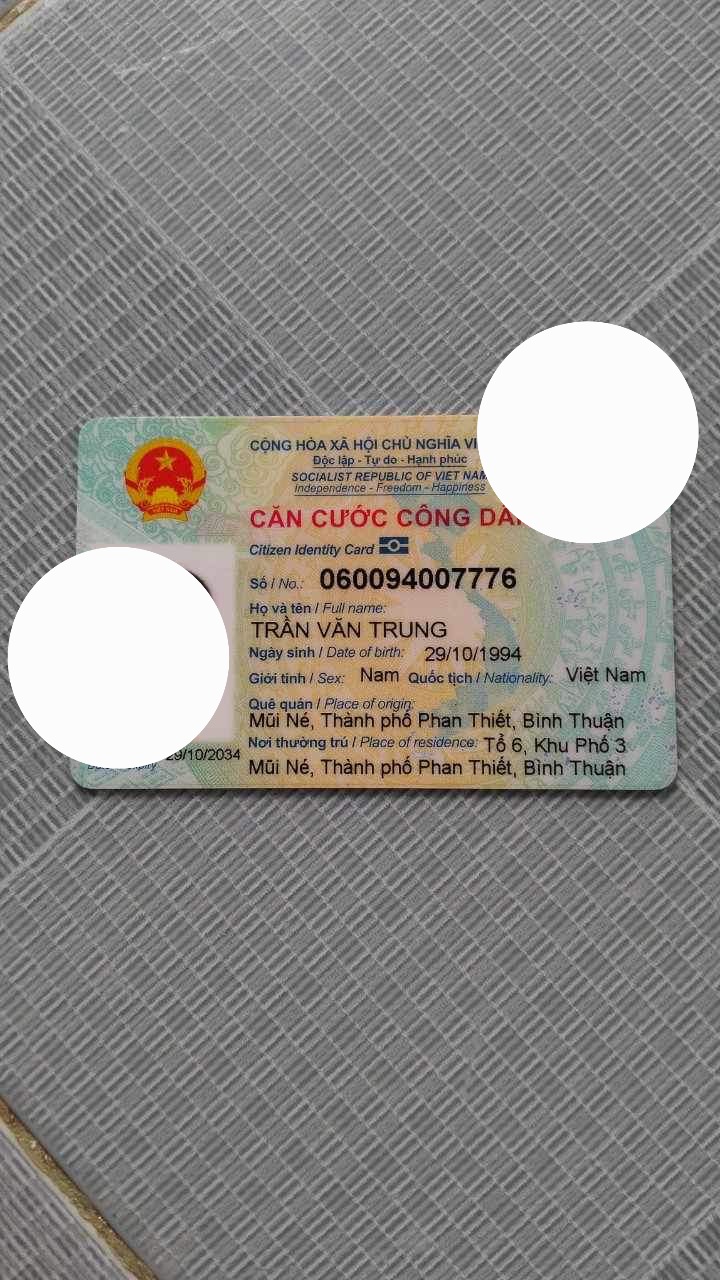 CỘNG HÒA XÃ HỘI CHỦ NGHĨA
Độc lập - Tự do - Hạnh phúc
SOCIALIST REPUBLIC OF VIET NAM
Independence - Freedom - Happiness
CĂN CƯỚC CÔNG
Citizen Identity Card
Số / No.: 060094007776
Họ và tên / Full name:
TRẦN VĂN TRUNG
Ngày sinh / Date of birth: 29/10/1994
Giới tính / Sex: Nam Quốc tịch / Nationality: Việt Nam
Quê quán / Place of origin:
Mũi Né, Thành phố Phan Thiết, Bình Thuận
Nơi thường trú / Place of residence: Tổ 6, Khu Phố 3
Mũi Né, Thành phố Phan Thiết, Bình Thuận
29/10/2034